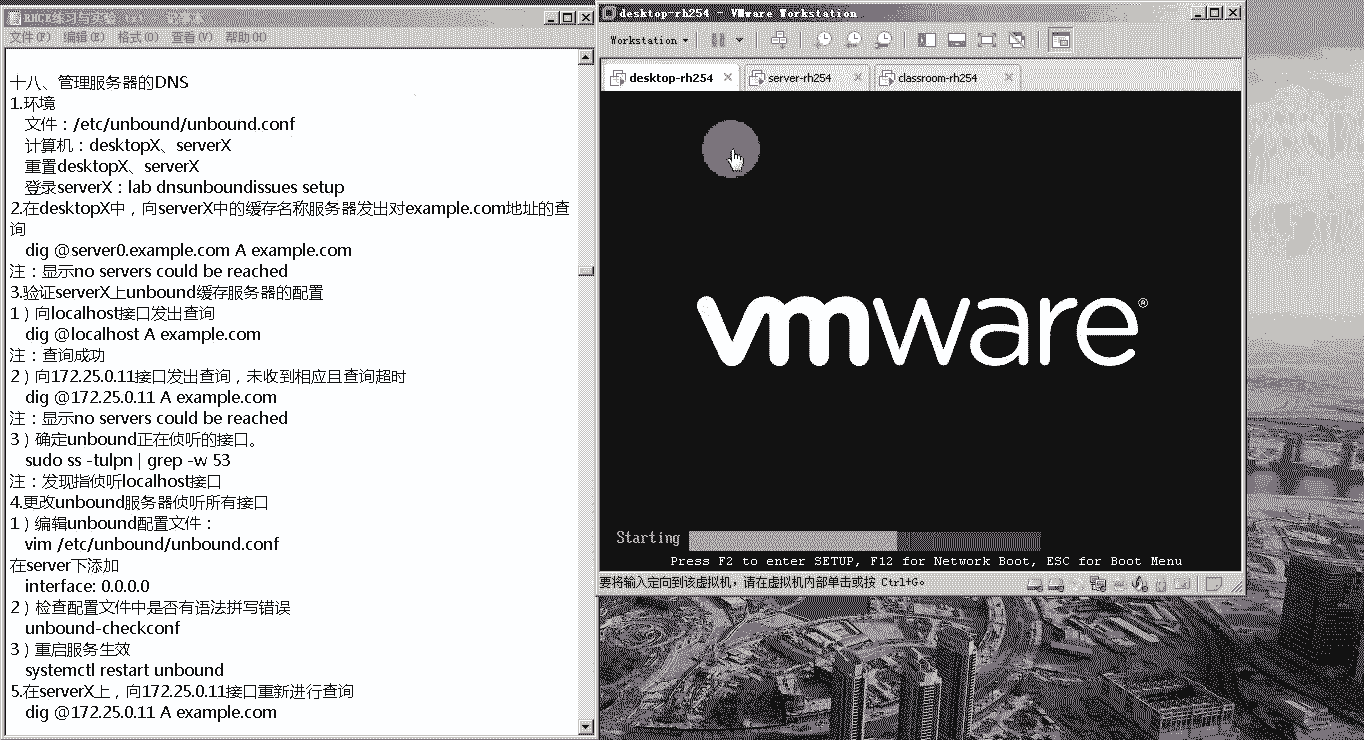 RHCE练习与实验
文件(F) 编辑(E) 格式(O) 查看(V) 帮助(H)
十八、管理服务器的DNS
1.环境
文件：/etc/unbound/unbound.conf
计算机：desktopX、serverX
重置desktopX、serverX
登录serverX：lab dnsunboundissues setup
2.在desktopX中，向serverX中的缓存名称服务器发出对example.com地址的查
询
dig @server0.example.com A example.com
注：显示no servers could be reached
3.验证serverX上unbound缓存服务器的配置
1）向localhost接口发出查询
dig @localhost A example.com
注：查询成功
2）向172.25.0.11接口发出查询，未收到相应且查询超时
dig @172.25.0.11 A example.com
注：显示no servers could be reached
3）确定unbound正在侦听的接口。
sudo ss -tulpn | grep -w 53
注：发现指侦听localhost接口
4.更改unbound服务器侦听所有接口
1）编辑unbound配置文件：
vim /etc/unbound/unbound.conf
在server下添加
interface: 0.0.0.0
2）检查配置文件中是否有语法拼写错误
unbound-checkconf
3）重启服务生效
systemctl restart unbound
5.在serverX上，向172.25.0.11接口重新进行查询
dig @172.25.0.11 A example.com
desktop-rh254 - VMware Workstation
Workstation
desktop-rh254 server-rh254 classroom-rh254
vmware®
Starting
Press F2 to enter SETUP, F12 for Network Boot, ESC for Boot Menu
要将输入定向到该虚拟机，请在虚拟机内部单击或按 Ctrl+G。